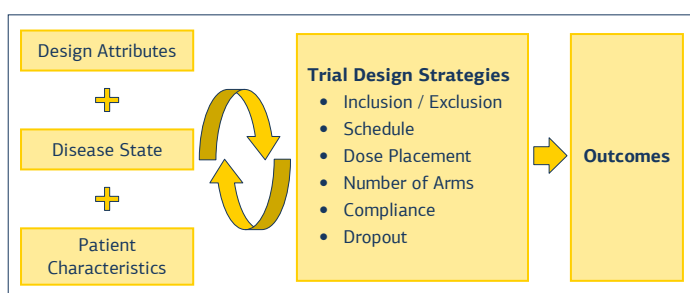 Design Attributes
+
Disease State
+
Patient
Characteristics
Trial Design Strategies
• Inclusion / Exclusion
• Schedule
• Dose Placement
• Number of Arms
• Compliance
• Dropout
Outcomes